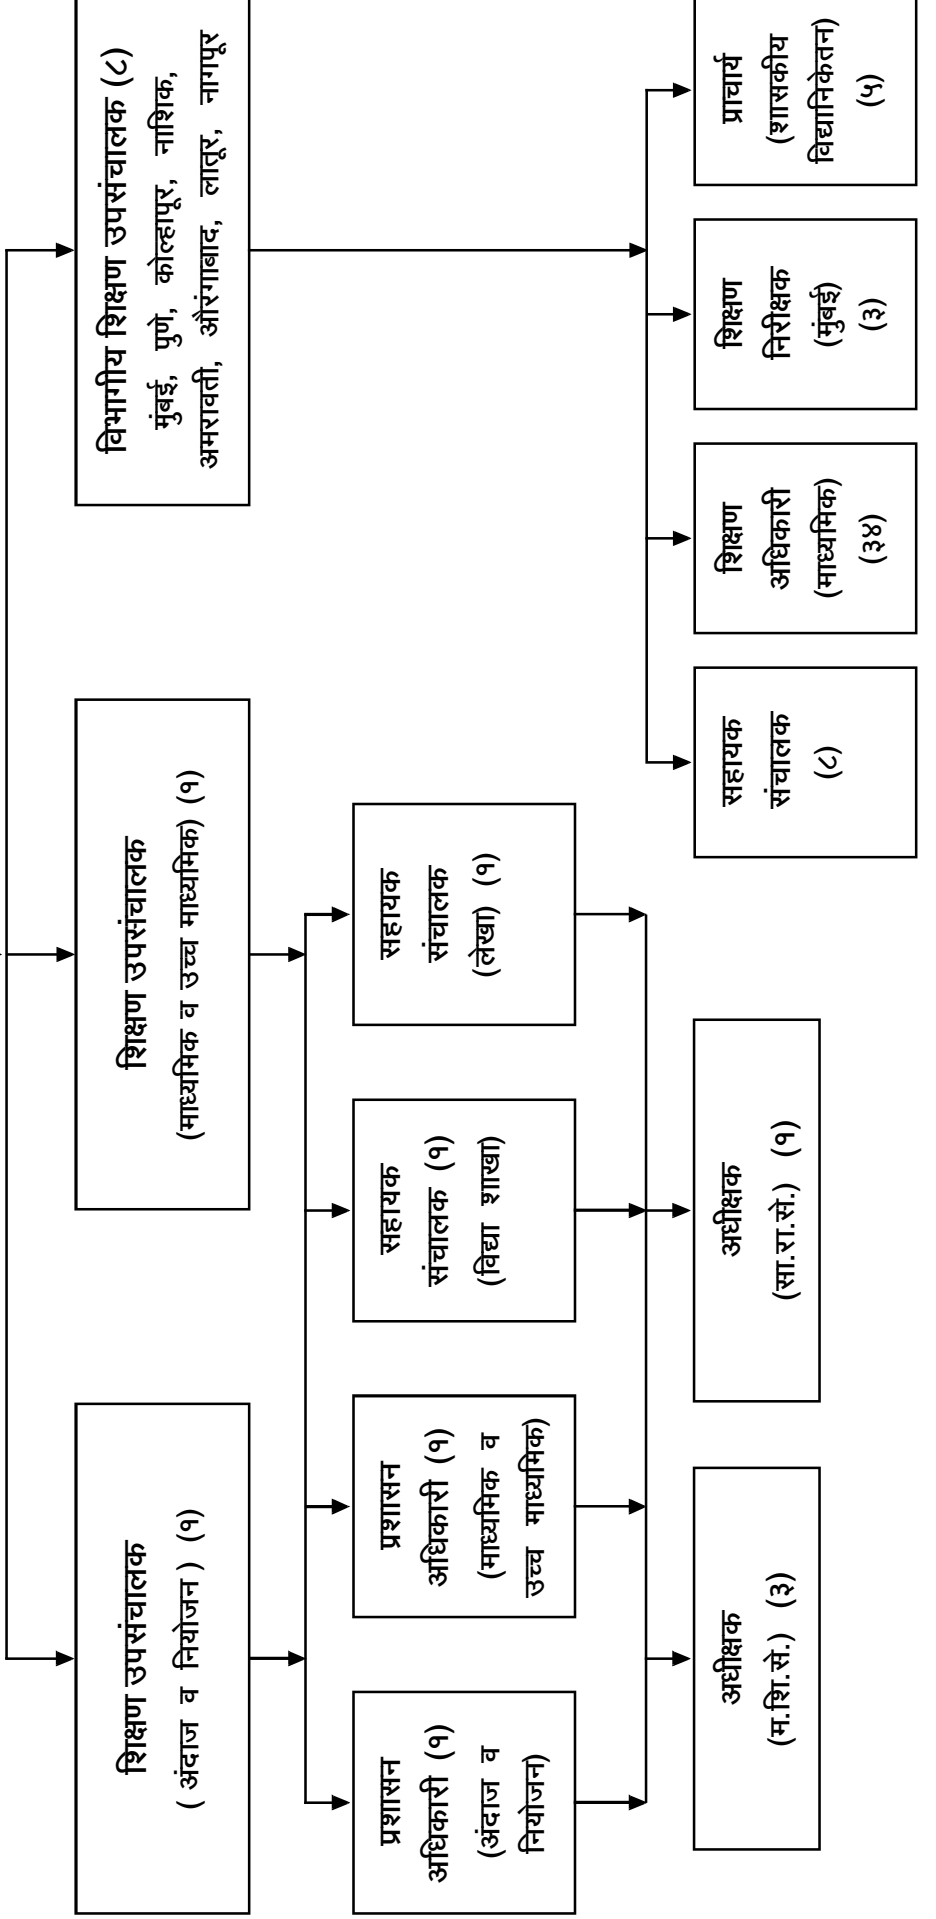 शिक्षण उपसंचालक
( अंदाज व नियोजन ) (१)
शिक्षण उपसंचालक
(माध्यमिक व उच्च माध्यमिक) (१)
विभागीय शिक्षण उपसंचालक (८)
मुंबई, पुणे, कोल्हापूर, नाशिक,
अमरावती, औरंगाबाद, लातूर, नागपूर
प्रशासन
अधिकारी (१)
(अंदाज व
नियोजन)
प्रशासन
अधिकारी (१)
(माध्यमिक व
उच्च माध्यमिक)
सहायक
संचालक (१)
(विद्या शाखा)
सहायक
संचालक
(लेखा) (१)
अधीक्षक
(म.शि.से.) (३)
अधीक्षक
(सा.रा.से.) (१)
सहायक
संचालक
(८)
शिक्षण
अधिकारी
(माध्यमिक)
(३४)
शिक्षण
निरीक्षक
(मुंबई)
(३)
प्राचार्य
(शासकीय
विद्यानिकेतन)
(५)